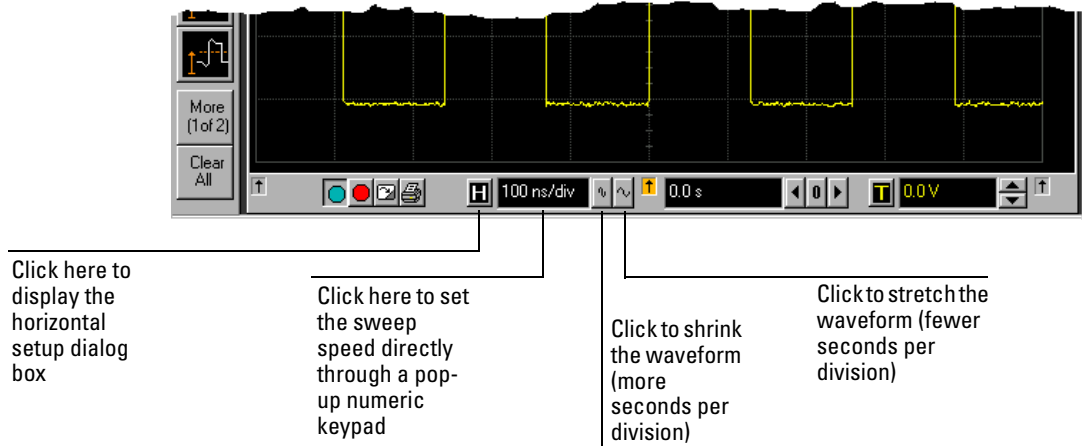 More
(1of 2)
Clear
All
H
100 ns/div
0.0 s
0
T
0.0 V
Click here to
display the
horizontal
setup dialog
box
Click here to set
the sweep
speed directly
through a pop-
up numeric
keypad
Click to shrink
the waveform
(more
seconds per
division)
Click to stretch the
waveform (fewer
seconds per
division)